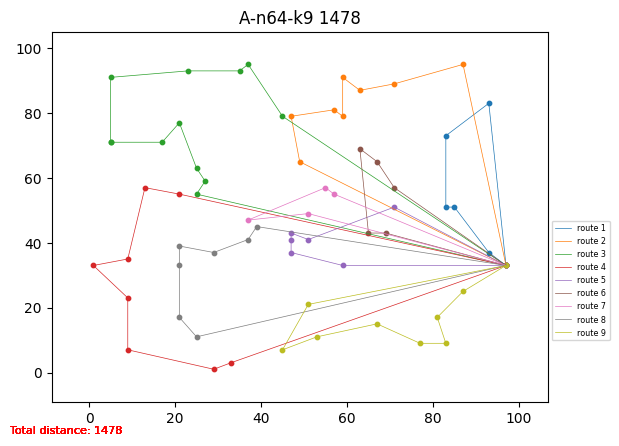 A-n64-k9 1478
100
80
60
40
20
0
0 20 40 60 80 100
route 1
route 2
route 3
route 4
route 5
route 6
route 7
route 8
route 9
Total distance: 1478